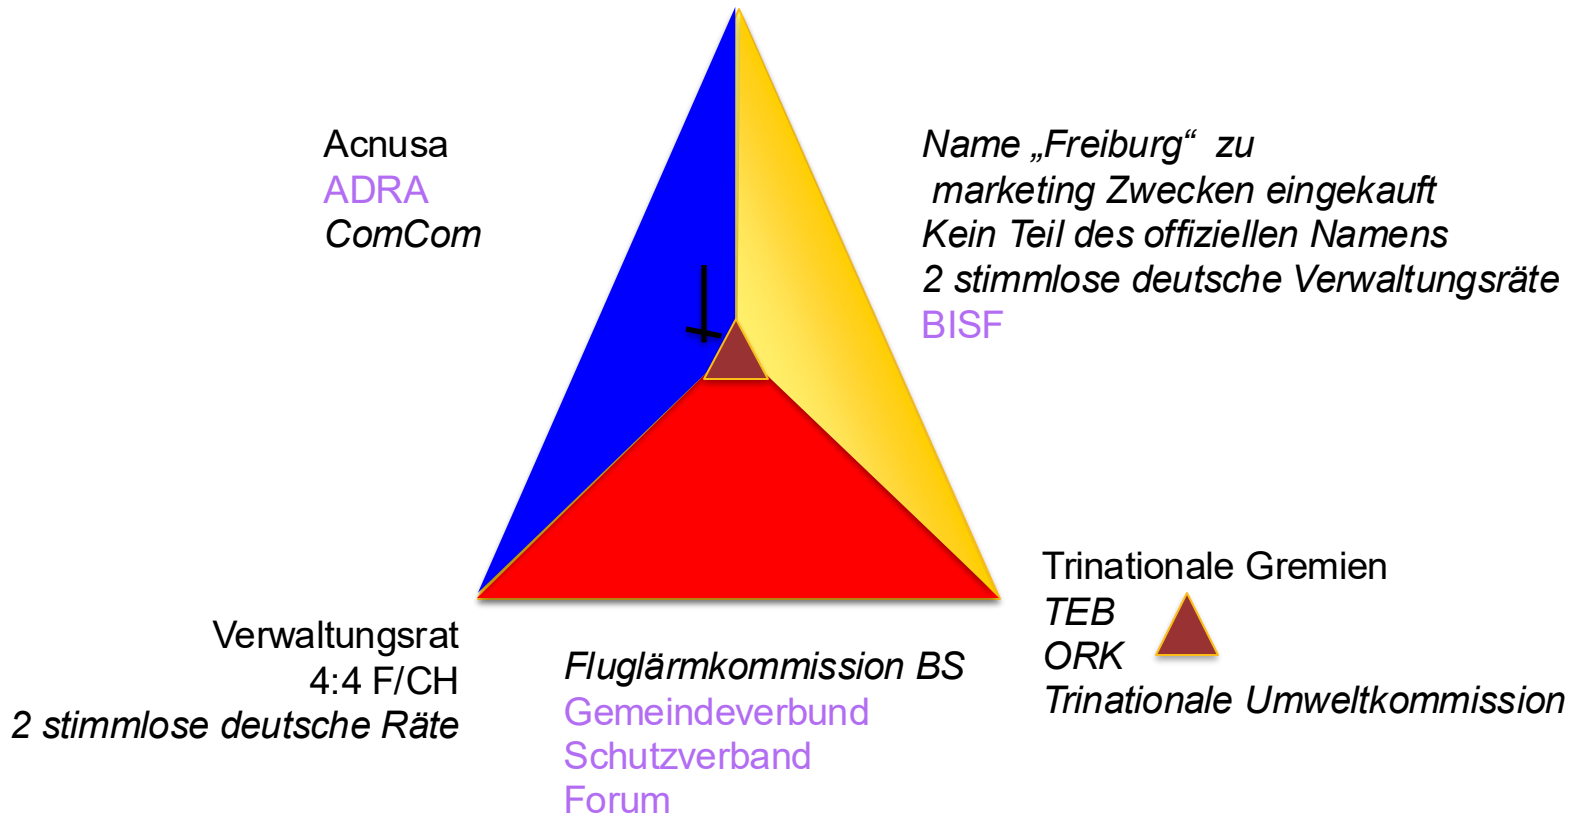 Acnusa
ADRA
ComCom
Name „Freiburg“ zu
marketing Zwecken eingekauft
Kein Teil des offiziellen Namens
2 stimmlose deutsche Verwaltungsräte
BISF
Verwaltungsrat
4:4 F/CH
2 stimmlose deutsche Räte
Fluglärmkommission BS
Gemeindeverbund
Schutzverband
Forum
Trinationale Gremien
TEB
ORK
Trinationale Umweltkommission